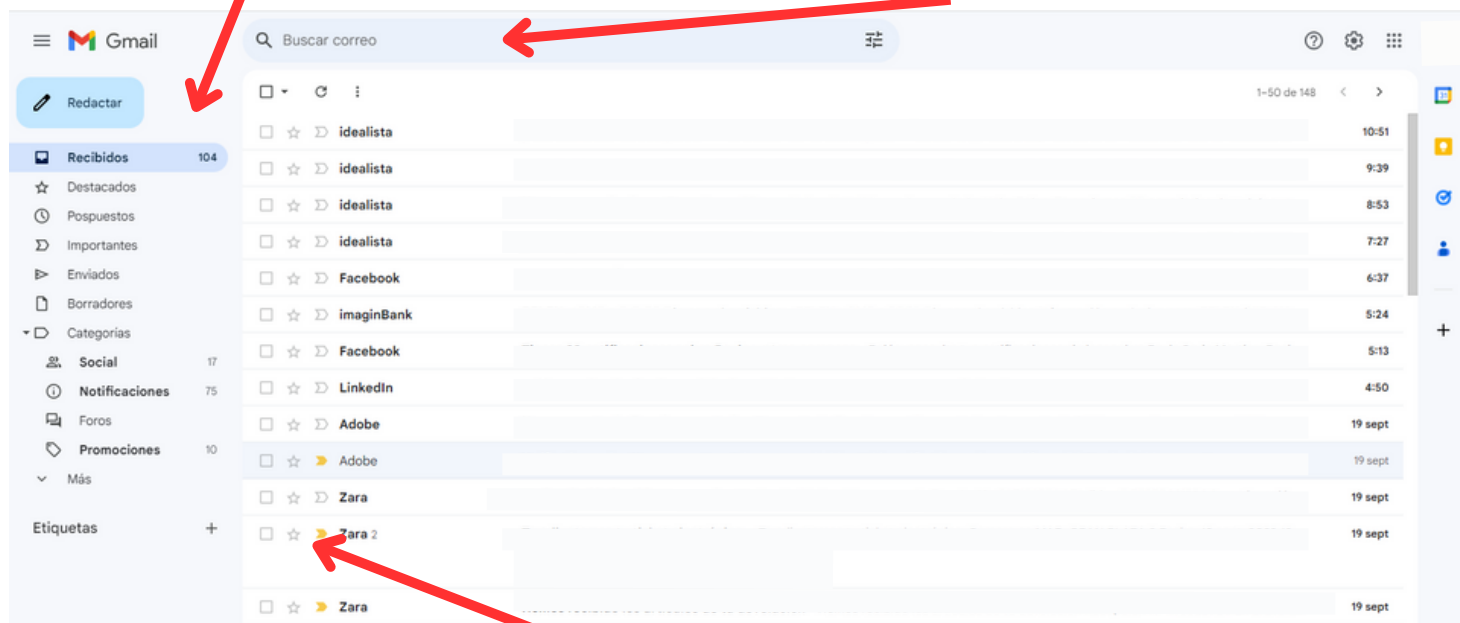 Gmail
Buscar correo
Redactar
1-50 de 148
Recibidos 104
Destacados
Pospuestos
Importantes
Enviados
Borradores
Categorías
Social 17
Notificaciones 75
Foros
Promociones 10
Más
Etiquetas
idealista 10:51
idealista 9:39
idealista 8:53
idealista 7:27
Facebook 6:37
imaginBank 5:24
Facebook 5:13
LinkedIn 4:50
Adobe 19 sept
Adobe 19 sept
Zara 19 sept
Zara 2 19 sept
Zara 19 sept
31